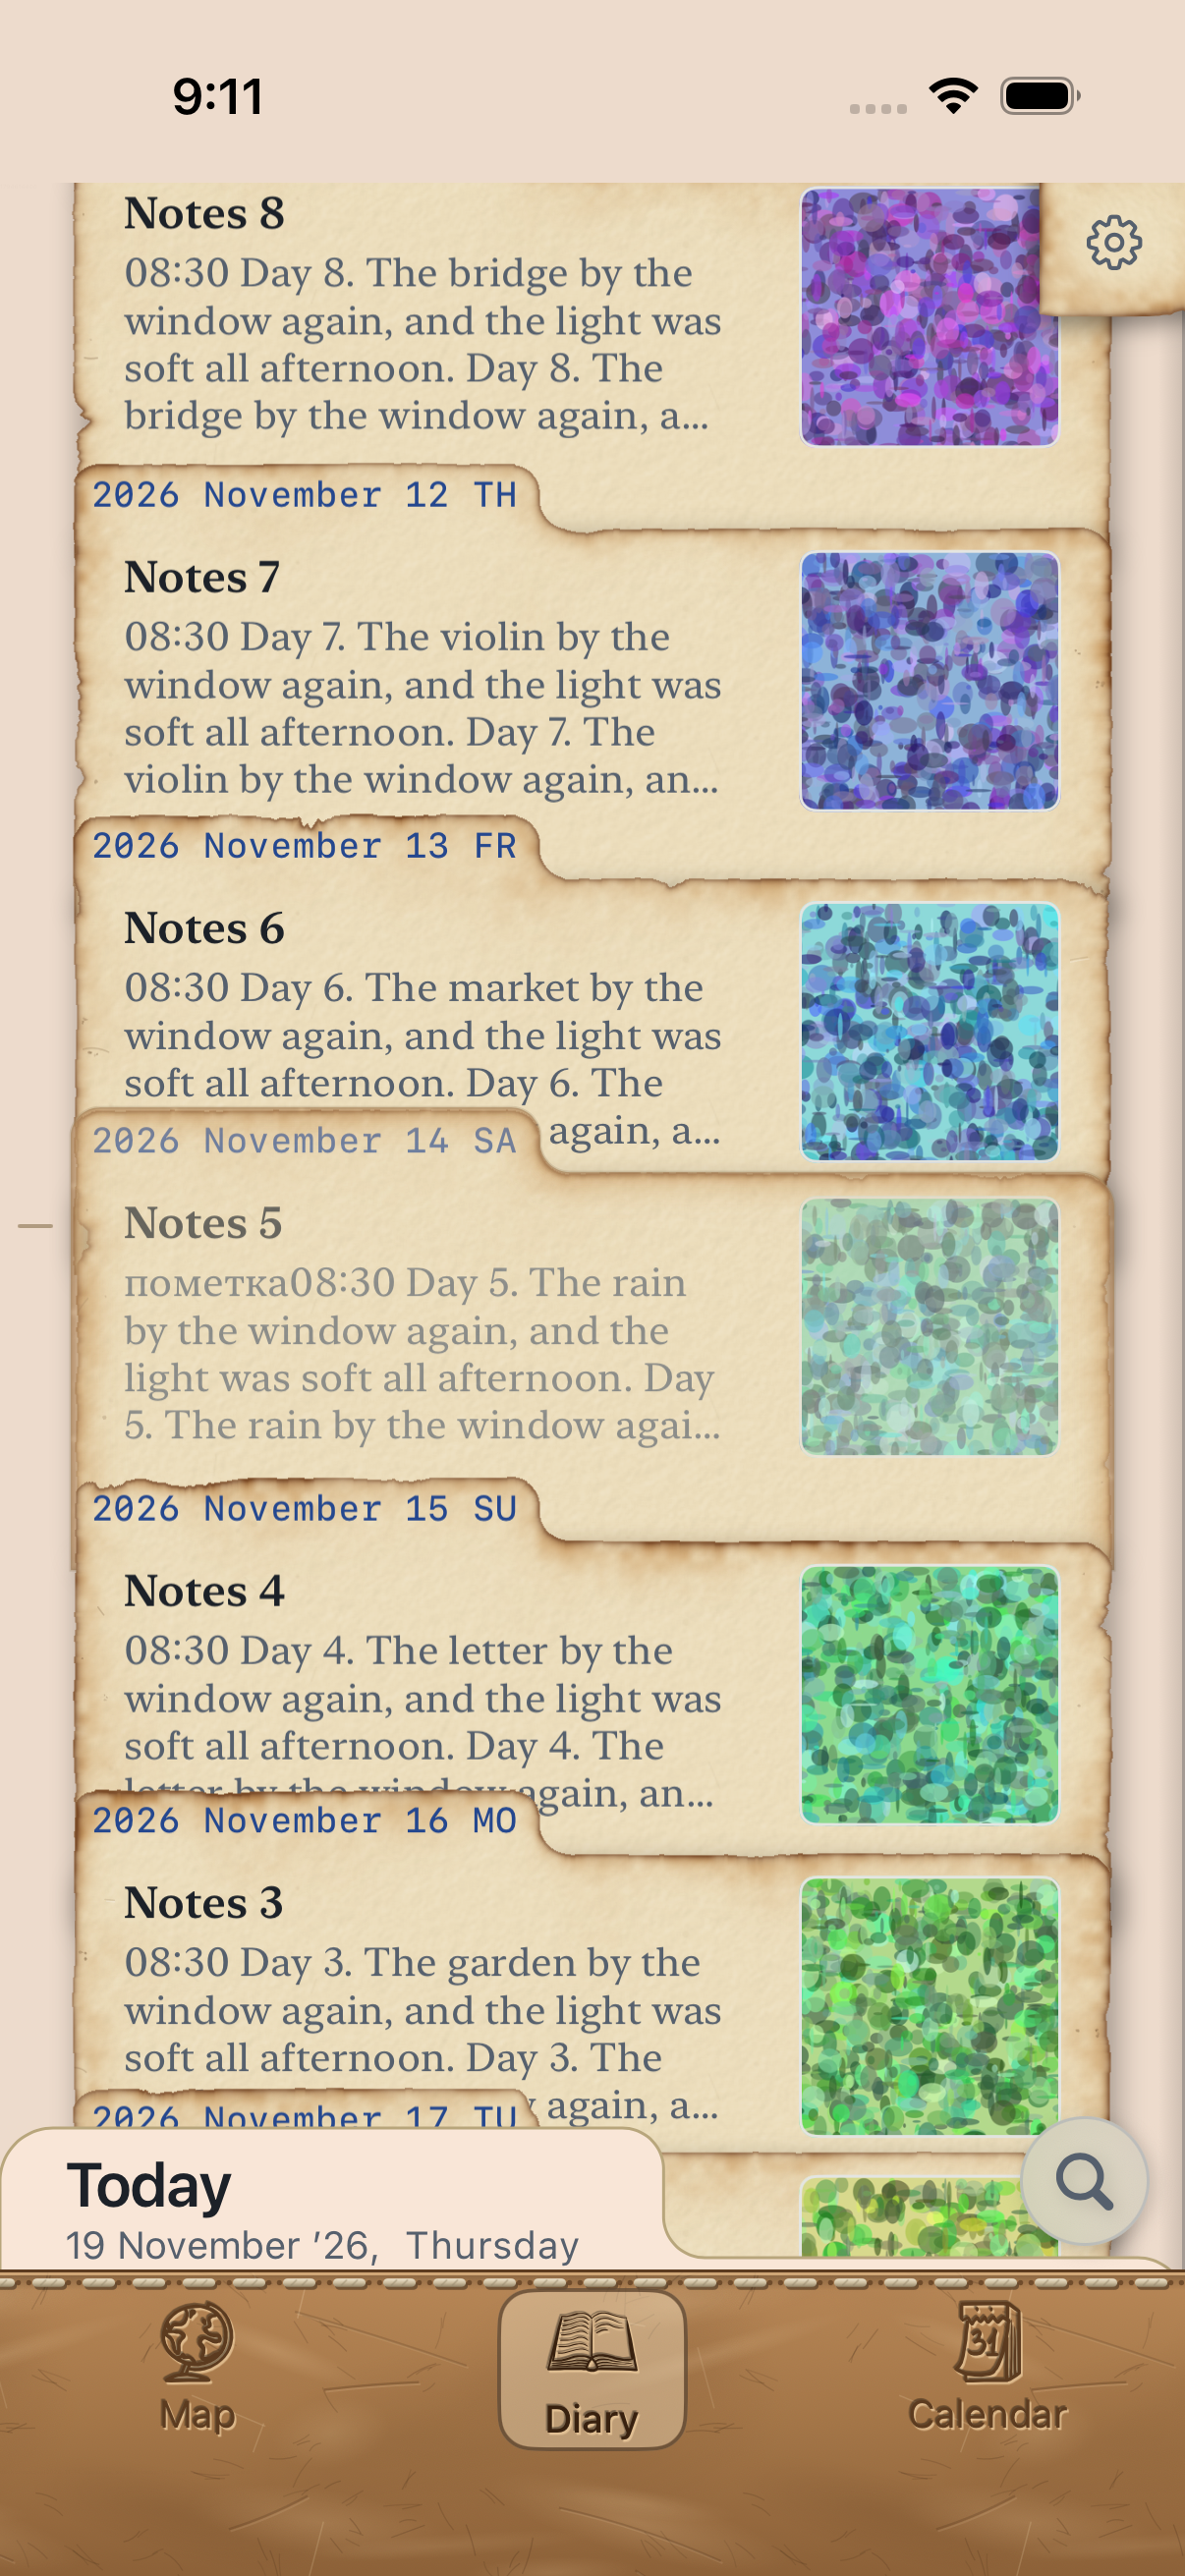 9:11
Notes 8
08:30 Day 8. The bridge by the
window again, and the light was
soft all afternoon. Day 8. The
bridge by the window again, a...
2026 November 12 TH
Notes 7
08:30 Day 7. The violin by the
window again, and the light was
soft all afternoon. Day 7. The
violin by the window again, an...
2026 November 13 FR
Notes 6
08:30 Day 6. The market by the
window again, and the light was
soft all afternoon. Day 6. The
again, a...
2026 November 14 SA
Notes 5
пометка08:30 Day 5. The rain
by the window again, and the
light was soft all afternoon. Day
5. The rain by the window agai...
2026 November 15 SU
Notes 4
08:30 Day 4. The letter by the
window again, and the light was
soft all afternoon. Day 4. The
letter by the window again, an...
2026 November 16 MO
Notes 3
08:30 Day 3. The garden by the
window again, and the light was
soft all afternoon. Day 3. The
again, a...
2026 November 17 TU
Today
19 November ’26, Thursday
Map
Diary
31
Calendar